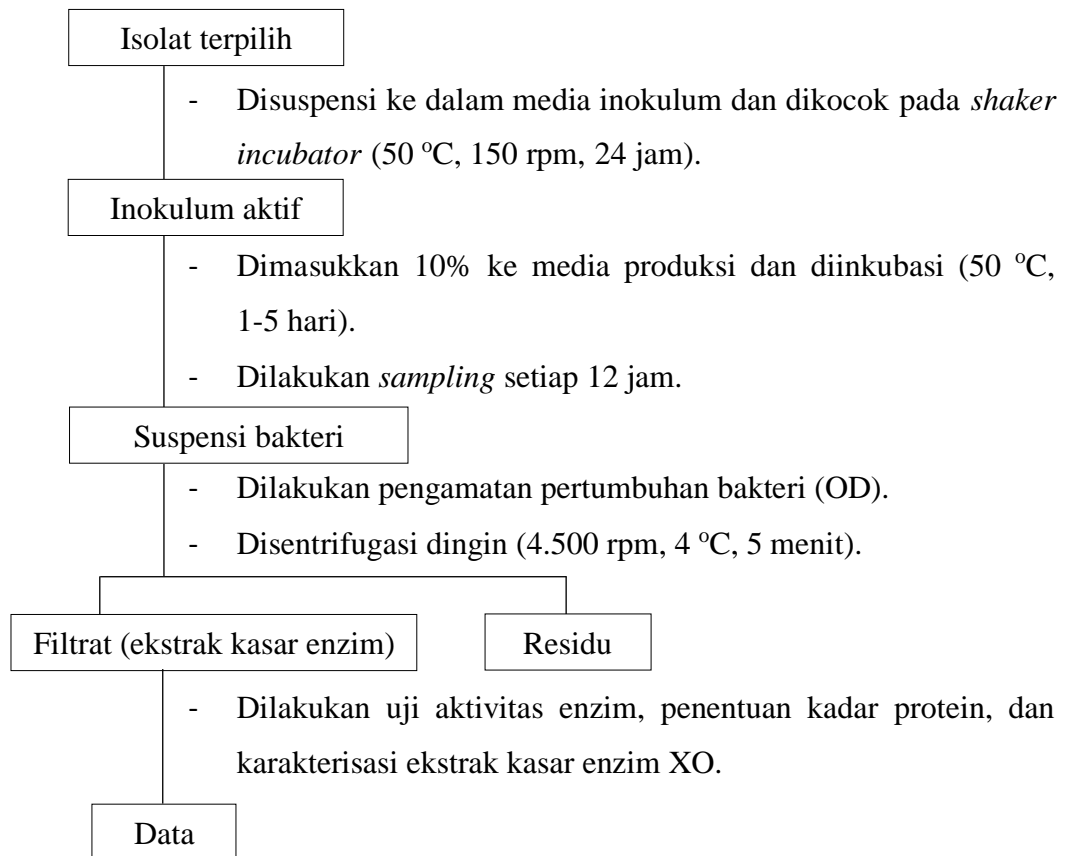 Isolat terpilih
- Disuspensi ke dalam media inokulum dan dikocok pada shaker
incubator (50 °C, 150 rpm, 24 jam).
Inokulum aktif
- Dimasukkan 10% ke media produksi dan diinkubasi (50 °C,
1-5 hari).
- Dilakukan sampling setiap 12 jam.
Suspensi bakteri
- Dilakukan pengamatan pertumbuhan bakteri (OD).
- Disentrifugasi dingin (4.500 rpm, 4 °C, 5 menit).
Filtrat (ekstrak kasar enzim)
Residu
- Dilakukan uji aktivitas enzim, penentuan kadar protein, dan
karakterisasi ekstrak kasar enzim XO.
Data